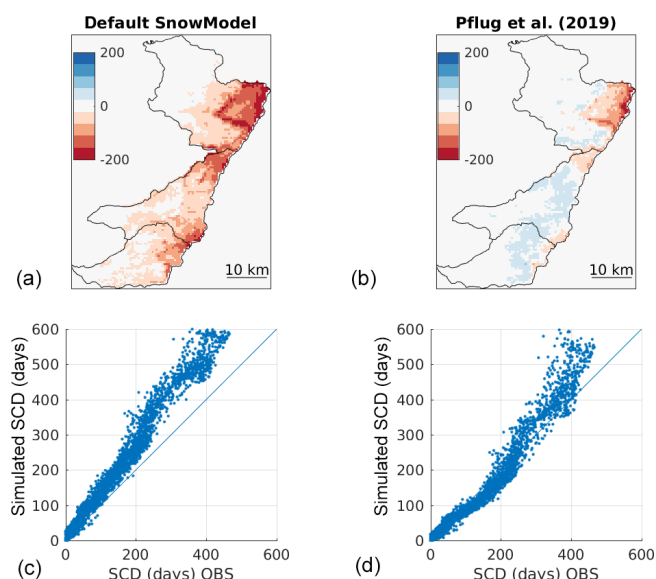 Default SnowModel
Pflug et al. (2019)
200
0
-200
10 km
(a)
200
0
-200
10 km
(b)
600
500
400
300
200
100
0
0
200
400
600
Simulated SCD (days)
SCD (days) OBS
(c)
600
500
400
300
200
100
0
0
200
400
600
Simulated SCD (days)
SCD (days) OBS
(d)